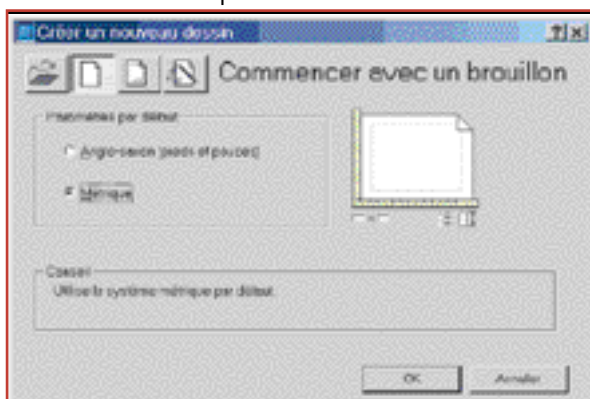 Créer un nouveau dessin
Commencer avec un brouillon
Paramètres par défaut
Anglo-saxon (pieds et pouces)
Métrique
Conseil
Utilise le système métrique par défaut.
OK
Annuler